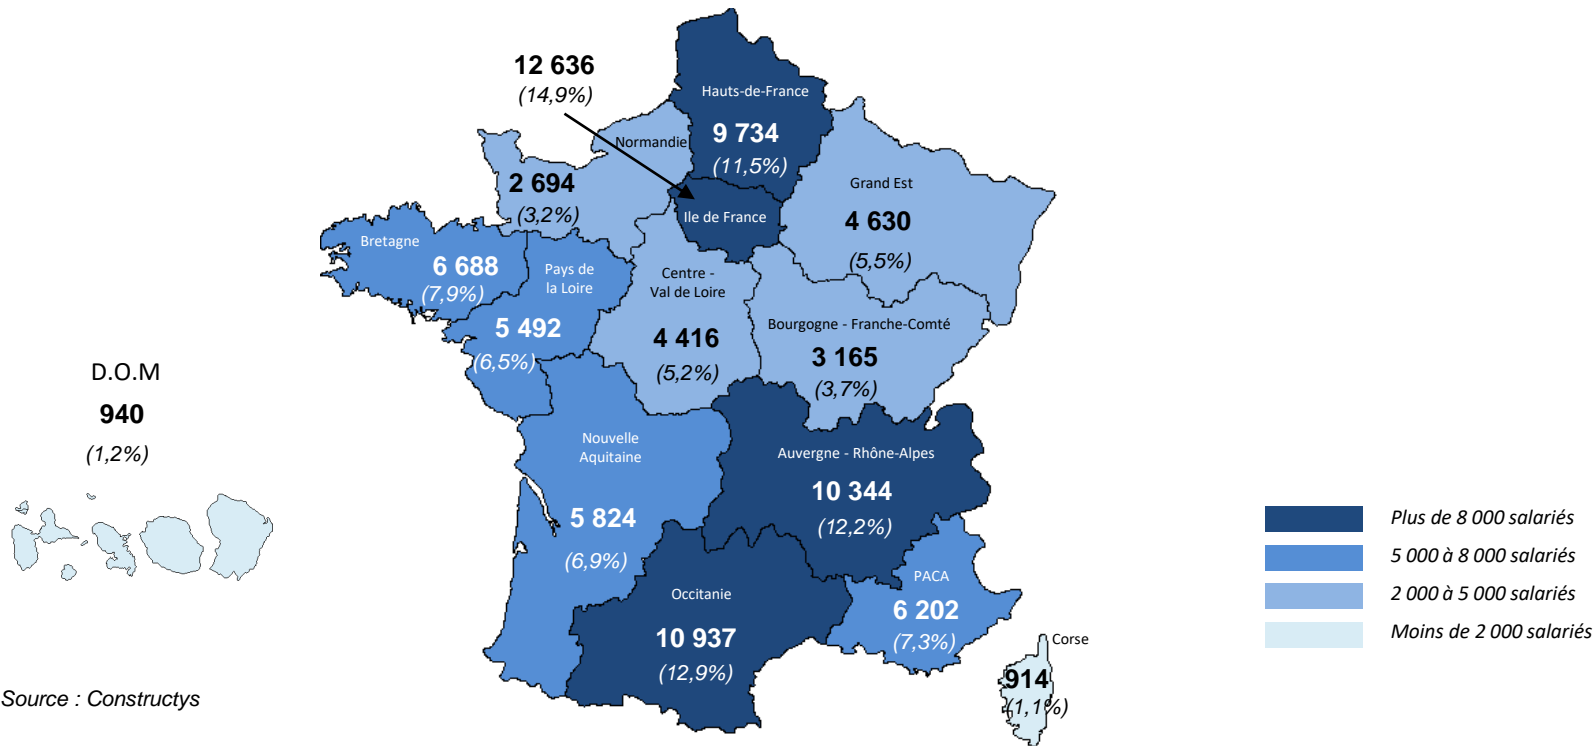 12 636
(14,9%)
Hauts-de-France
9 734
(11,5%)
Normandie
2 694
(3,2%)
Ile de France
Grand Est
4 630
(5,5%)
Bretagne
6 688
(7,9%)
Pays de
la Loire
5 492
(6,5%)
Centre -
Val de Loire
4 416
(5,2%)
Bourgogne - Franche-Comté
3 165
(3,7%)
D.O.M
940
(1,2%)
Nouvelle
Aquitaine
5 824
(6,9%)
Auvergne - Rhône-Alpes
10 344
(12,2%)
Occitanie
10 937
(12,9%)
PACA
6 202
(7,3%)
Corse
914
(1,1%)
Plus de 8 000 salariés
5 000 à 8 000 salariés
2 000 à 5 000 salariés
Moins de 2 000 salariés
Source : Constructys